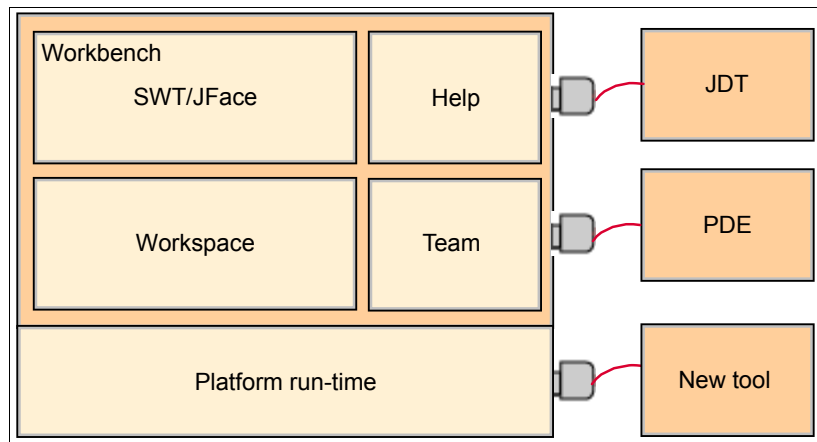 Workbench
SWT/JFace
Help
JDT
Workspace
Team
PDE
Platform run-time
New tool